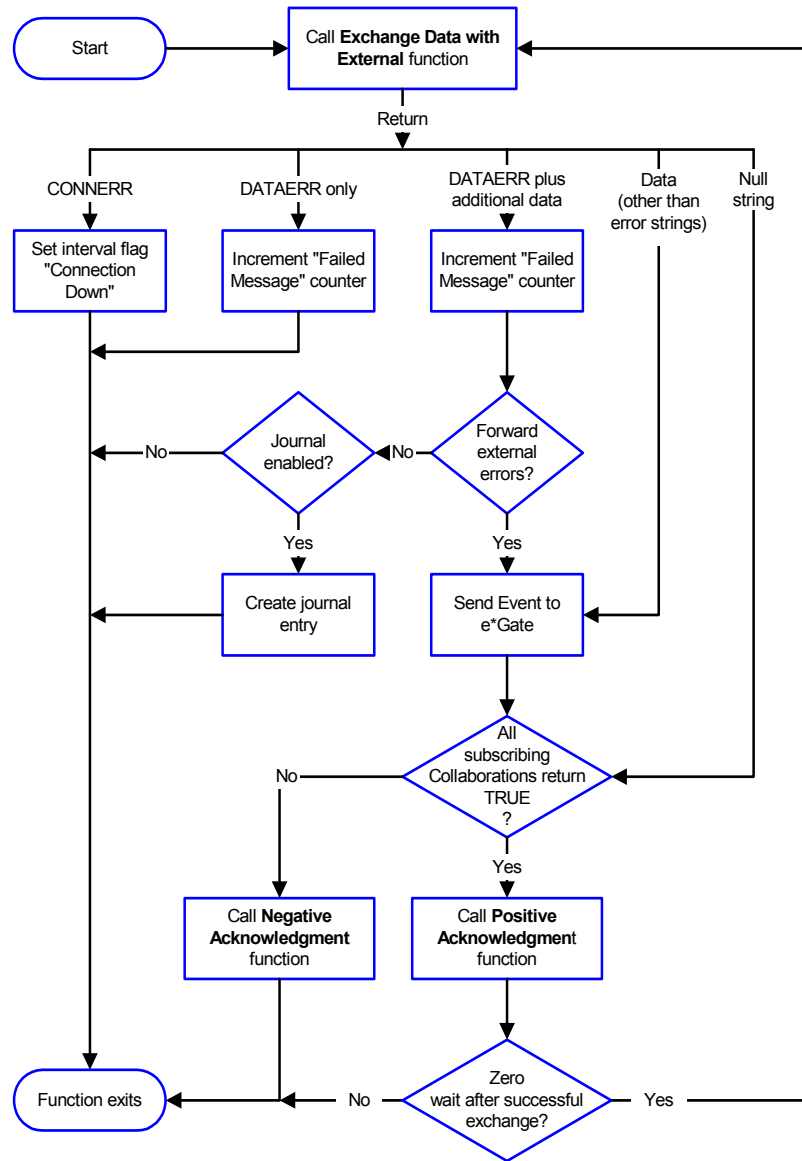 Start
Call Exchange Data with
External function
Return
CONNERR
DATAERR only
DATAERR plus
additional data
Data
(other than
error strings)
Null
string
Set interval flag
"Connection
Down"
Increment "Failed
Message" counter
Increment "Failed
Message" counter
No
Journal
enabled?
No
Forward
external
errors?
Yes
Yes
Create journal
entry
Send Event to
e*Gate
All
subscribing
Collaborations return
TRUE
?
No
Yes
Call Negative
Acknowledgment
function
Call Positive
Acknowledgment
function
Function exits
No
Zero
wait after successful
exchange?
Yes